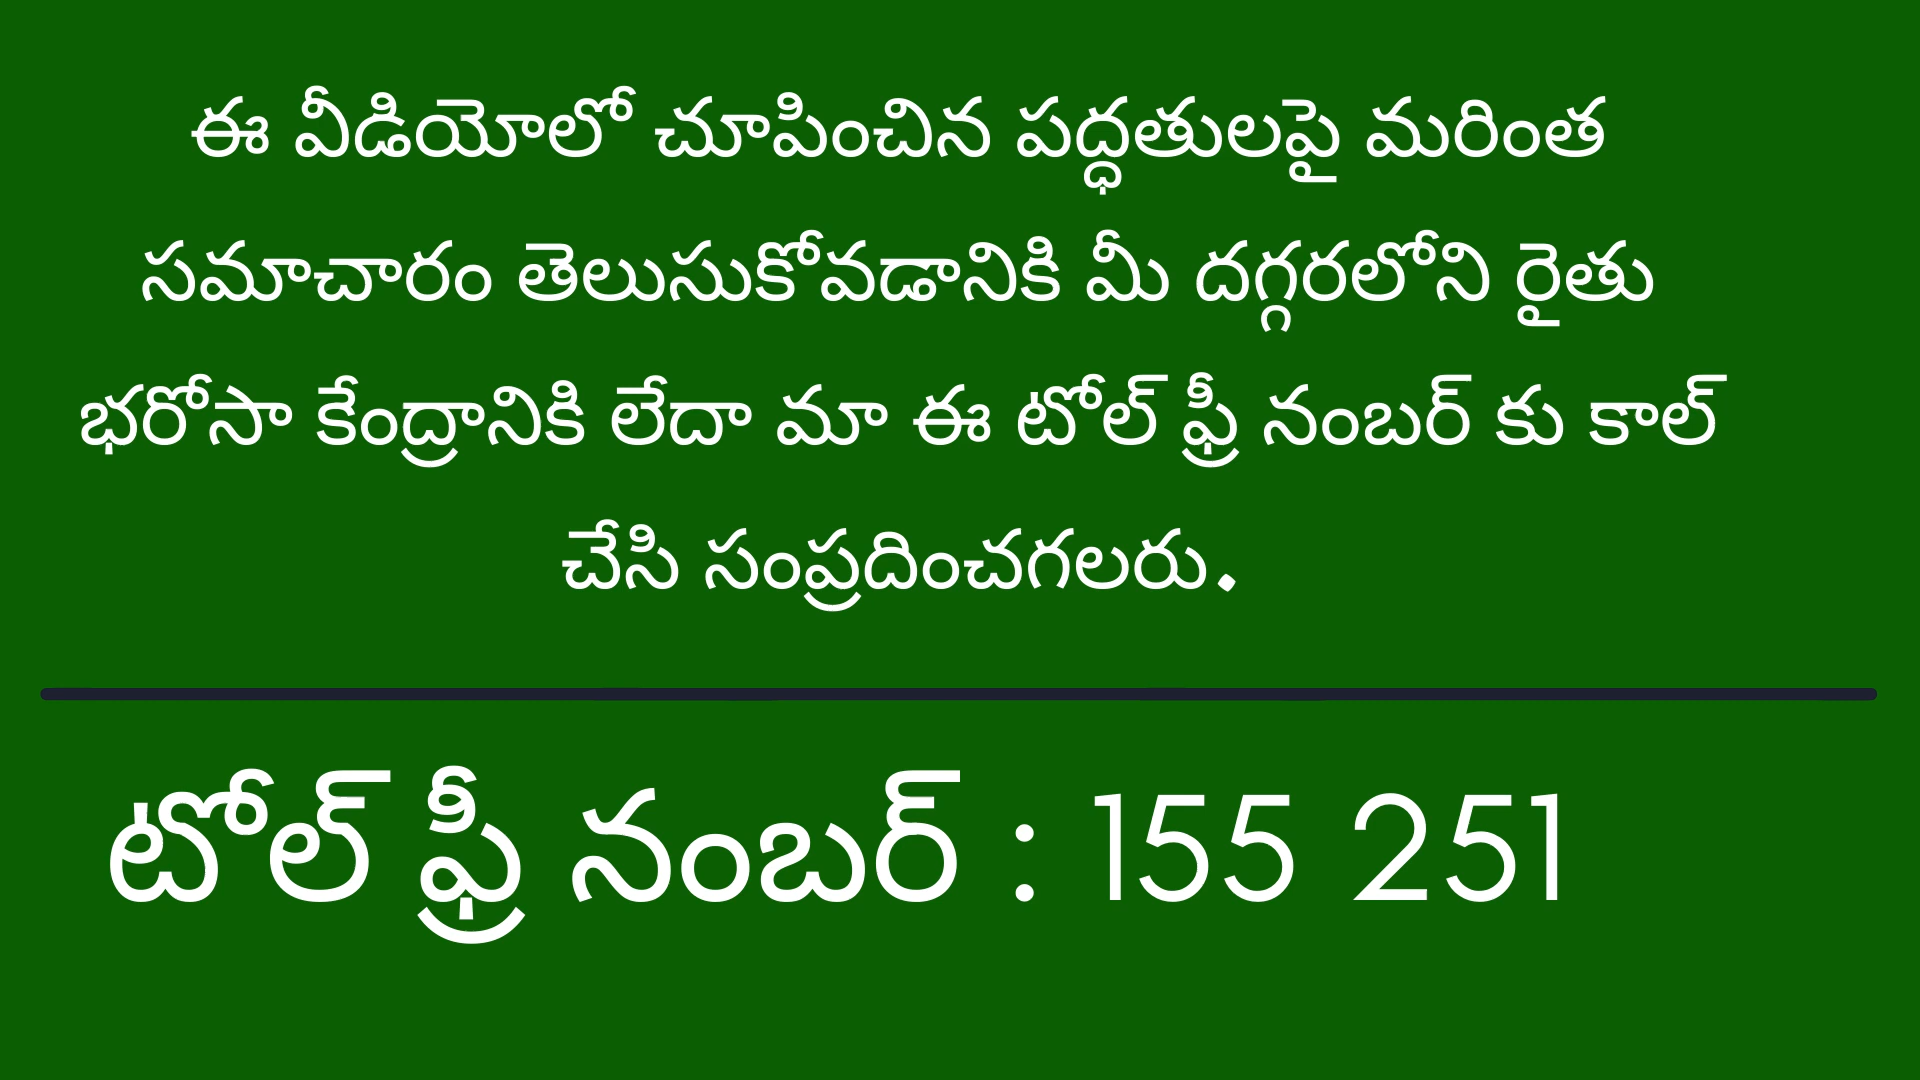 ఈ వీడియోలో చూపించిన పద్ధతులపై మరింత
సమాచారం తెలుసుకోవడానికి మీ దగ్గరలోని రైతు
భరోసా కేంద్రానికి లేదా మా ఈ టోల్ ఫ్రీ నంబర్ కు కాల్
చేసి సంప్రదించగలరు.
టోల్ ఫ్రీ నంబర్ : 155 251